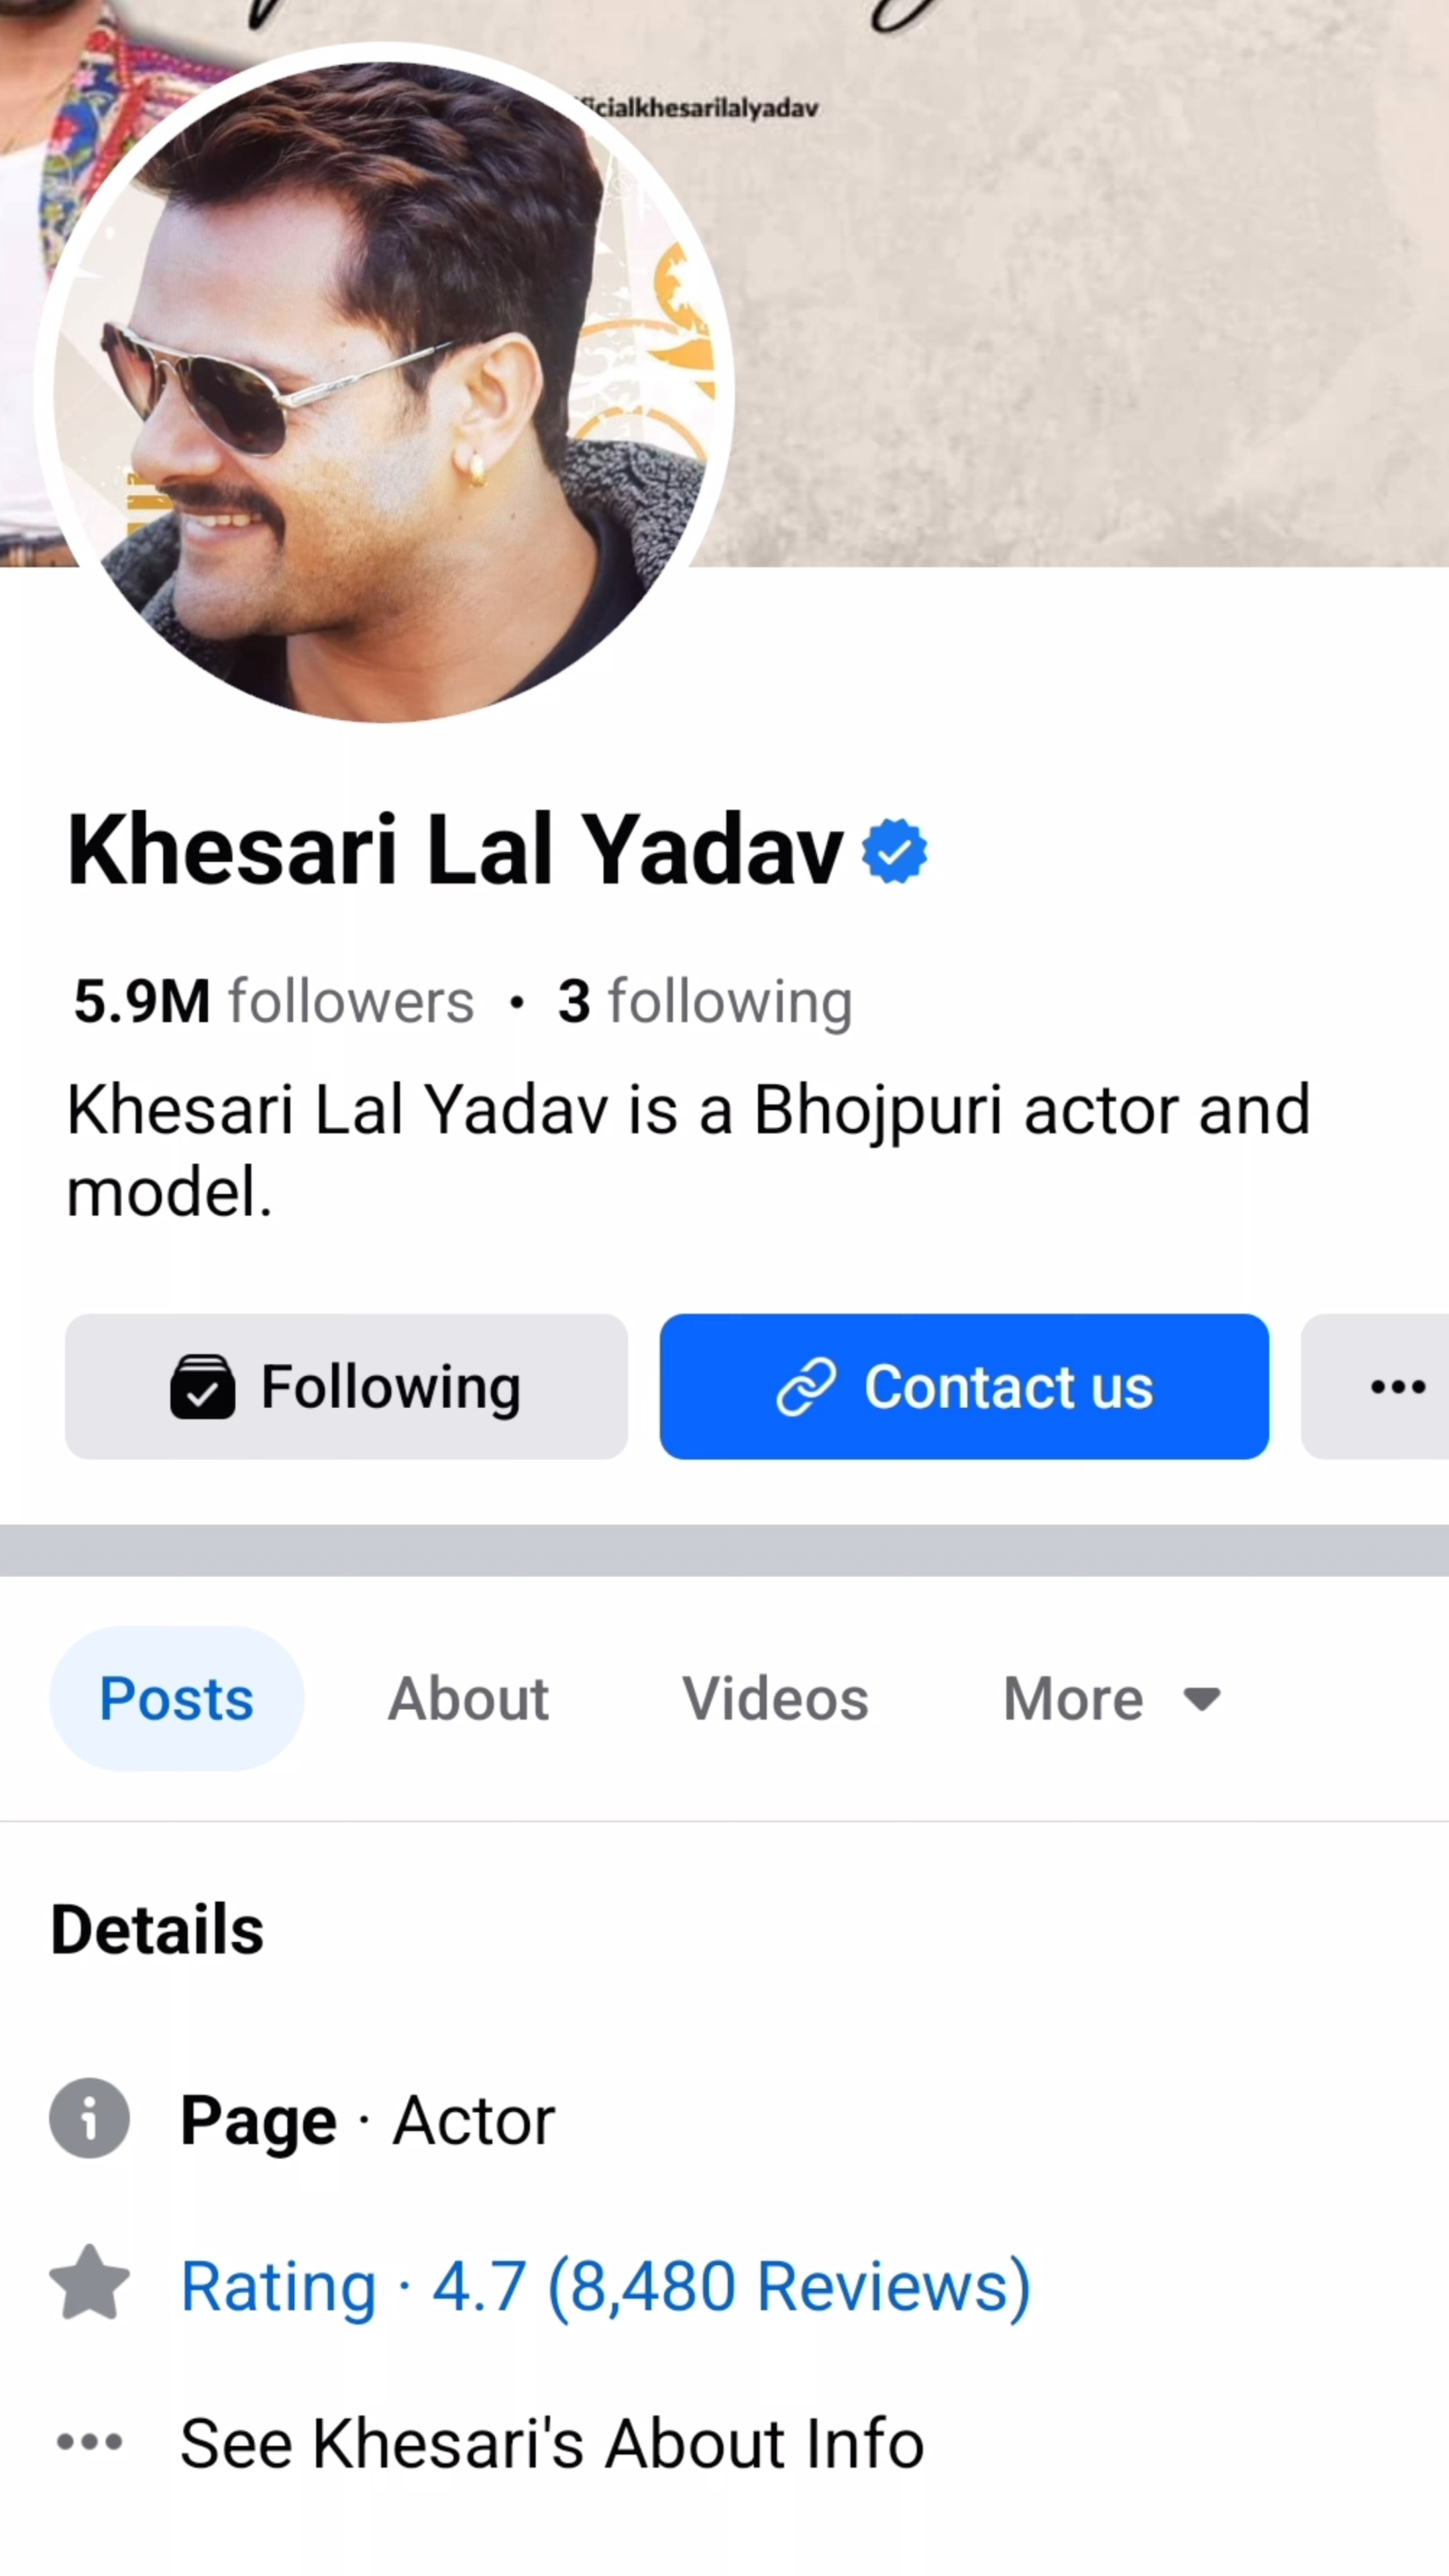 ficialkhesarilalyadav
Khesari Lal Yadav
5.9M followers • 3 following
Khesari Lal Yadav is a Bhojpuri actor and
model.
Following
Contact us
Posts
About
Videos
More
Details
Page · Actor
Rating · 4.7 (8,480 Reviews)
See Khesari's About Info